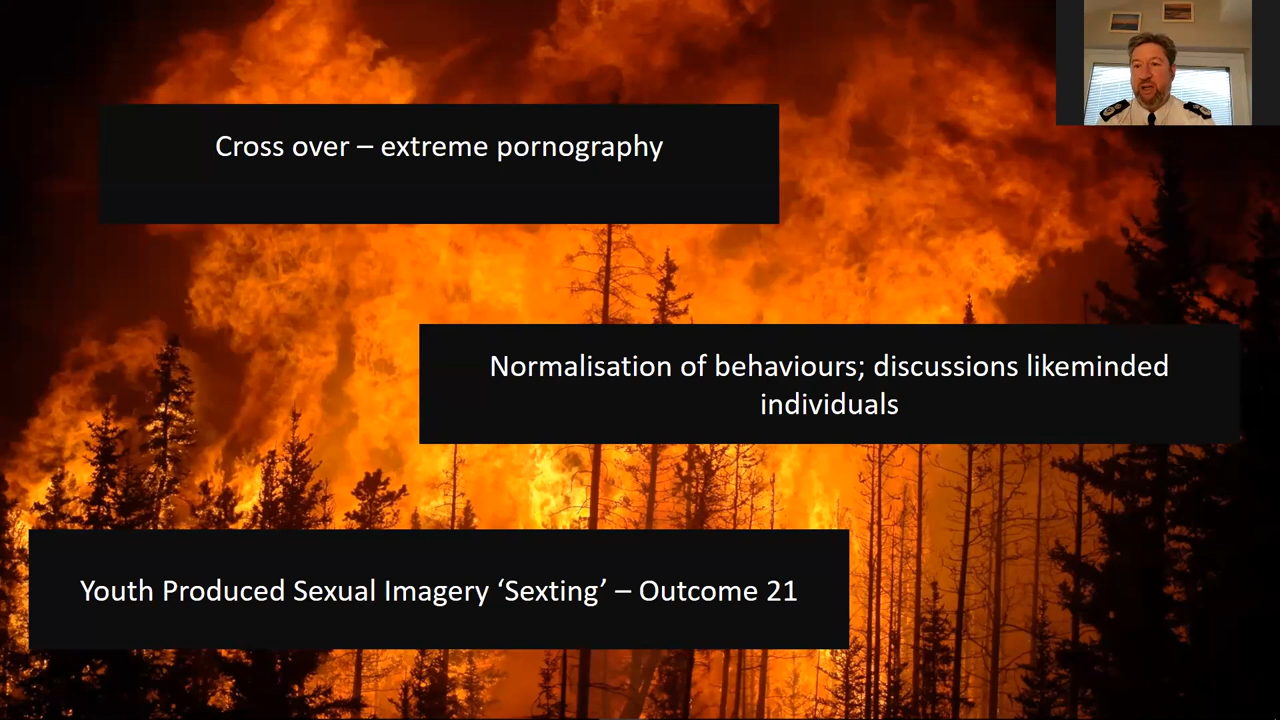 Cross over – extreme pornography
Normalisation of behaviours; discussions likeminded
individuals
Youth Produced Sexual Imagery ‘Sexting’ – Outcome 21